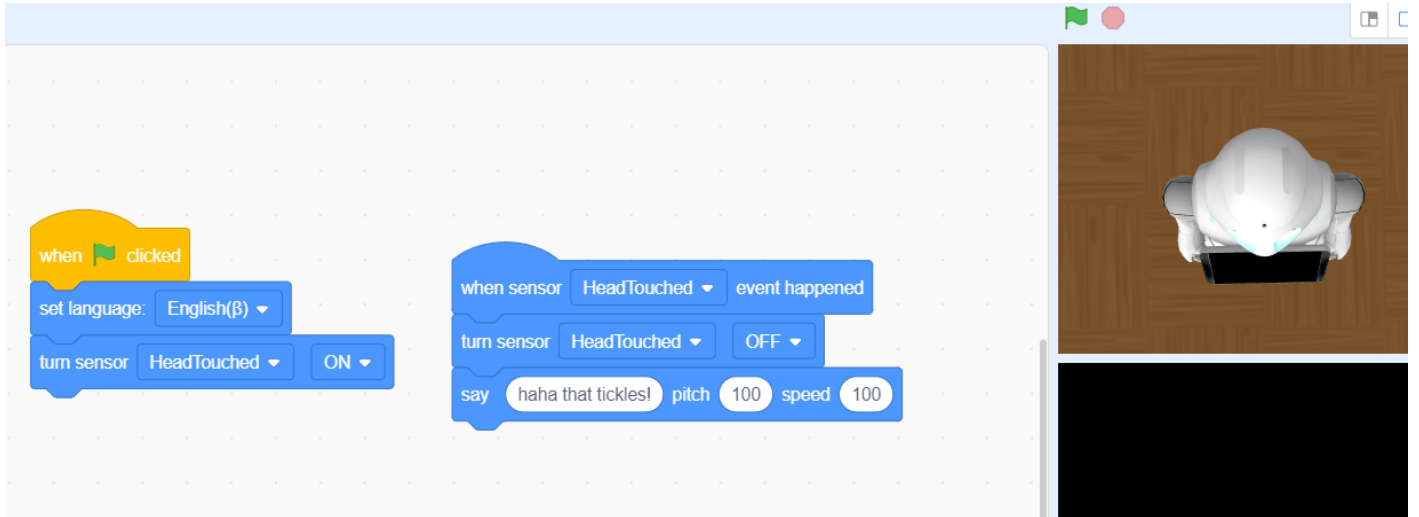 when clicked
set language: English(β)
turn sensor HeadTouched ON
when sensor HeadTouched event happened
turn sensor HeadTouched OFF
say haha that tickles! pitch 100 speed 100